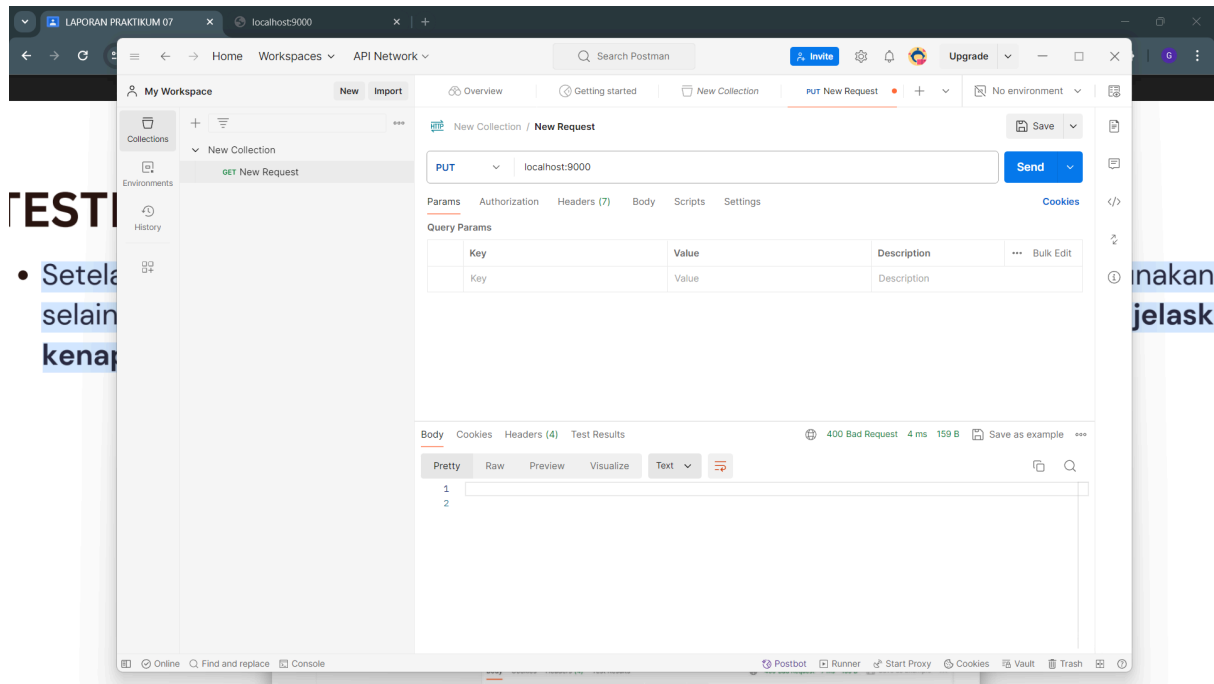 LAPORAN PRAKTIKUM 07
localhost:9000
Home Workspaces API Network
Search Postman
Invite
Upgrade
G
My Workspace New Import
Overview Getting started New Collection PUT New Request No environment
Collections
New Collection
GET New Request
Environments
History
New Collection / New Request
Save
PUT localhost:9000 Send
Params Authorization Headers (7) Body Scripts Settings Cookies
Query Params
Key Value Description Bulk Edit
Key Value Description
TEST
Setela
selain
kenap
unakan
jelask
Body Cookies Headers (4) Test Results 400 Bad Request 4 ms 159 B Save as example
Pretty Raw Preview Visualize Text
1
2
Online Find and replace Console Postbot Runner Start Proxy Cookies Vault Trash